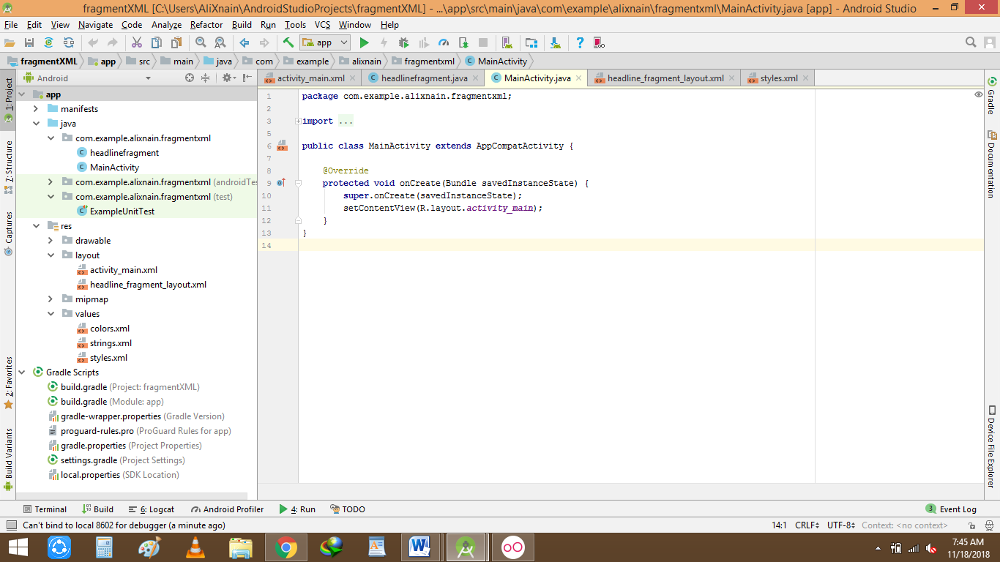 fragmentXML [C:\Users\AliXnain\AndroidStudioProjects\fragmentXML] - ...\app\src\main\java\com\example\alixnain\fragmentxml\MainActivity.java [app] - Android Studio
File Edit View Navigate Code Analyze Refactor Build Run Tools VCS Window Help
app
fragmentXML app src main java com example alixnain fragmentxml MainActivity
Android
activity_main.xml headlinefragment.java MainActivity.java headline_fragment_layout.xml styles.xml
1: Project
7: Structure
Captures
2: Favorites
Build Variants
app
manifests
java
com.example.alixnain.fragmentxml
headlinefragment
MainActivity
com.example.alixnain.fragmentxml (androidTes
com.example.alixnain.fragmentxml (test)
ExampleUnitTest
res
drawable
layout
activity_main.xml
headline_fragment_layout.xml
mipmap
values
colors.xml
strings.xml
styles.xml
Gradle Scripts
build.gradle (Project: fragmentXML)
build.gradle (Module: app)
gradle-wrapper.properties (Gradle Version)
proguard-rules.pro (ProGuard Rules for app)
gradle.properties (Project Properties)
settings.gradle (Project Settings)
local.properties (SDK Location)
1 package com.example.alixnain.fragmentxml;
2
3 import ...
5
6 public class MainActivity extends AppCompatActivity {
7
8 @Override
9 protected void onCreate(Bundle savedInstanceState) {
10 super.onCreate(savedInstanceState);
11 setContentView(R.layout.activity_main);
12 }
13 }
14
Gradle
Documentation
Device File Explorer
Terminal Build 6: Logcat Android Profiler 4: Run TODO 3 Event Log
Can't bind to local 8602 for debugger (a minute ago) 14:1 CRLF UTF-8 Context: <no context>
7:45 AM
11/18/2018